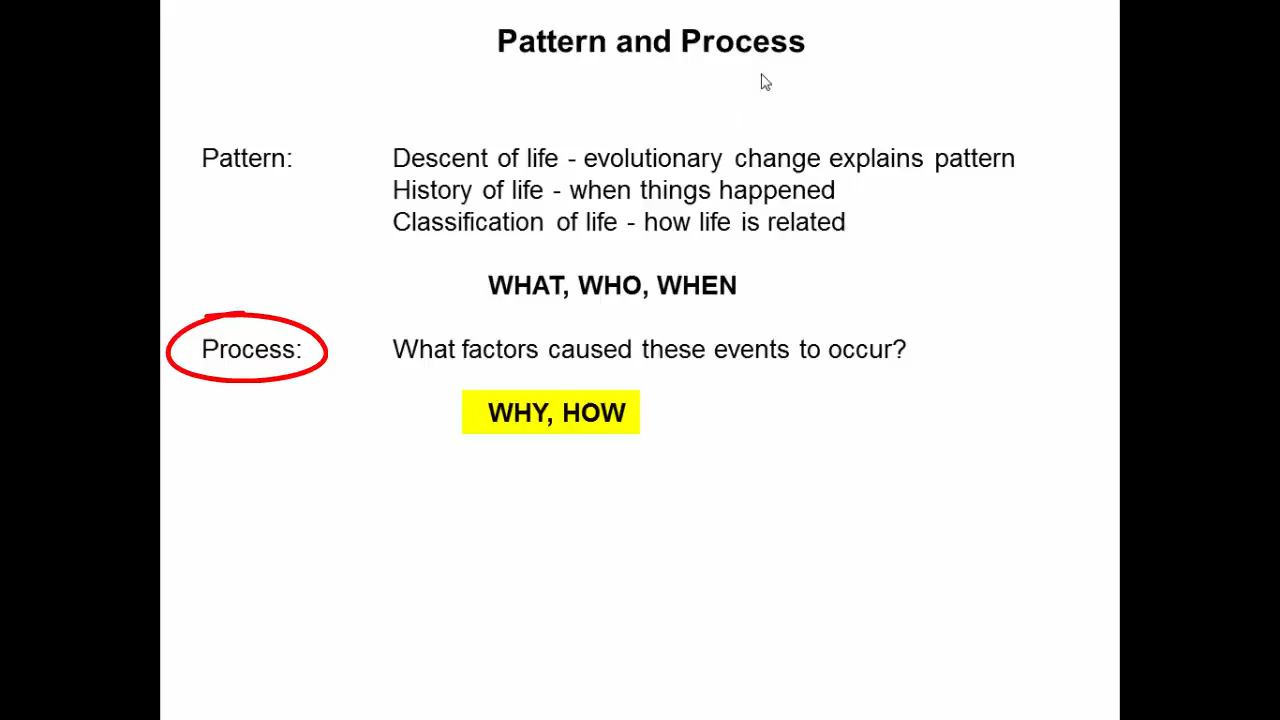 Pattern and Process
Pattern: Descent of life - evolutionary change explains pattern
History of life - when things happened
Classification of life - how life is related
WHAT, WHO, WHEN
Process: What factors caused these events to occur?
WHY, HOW